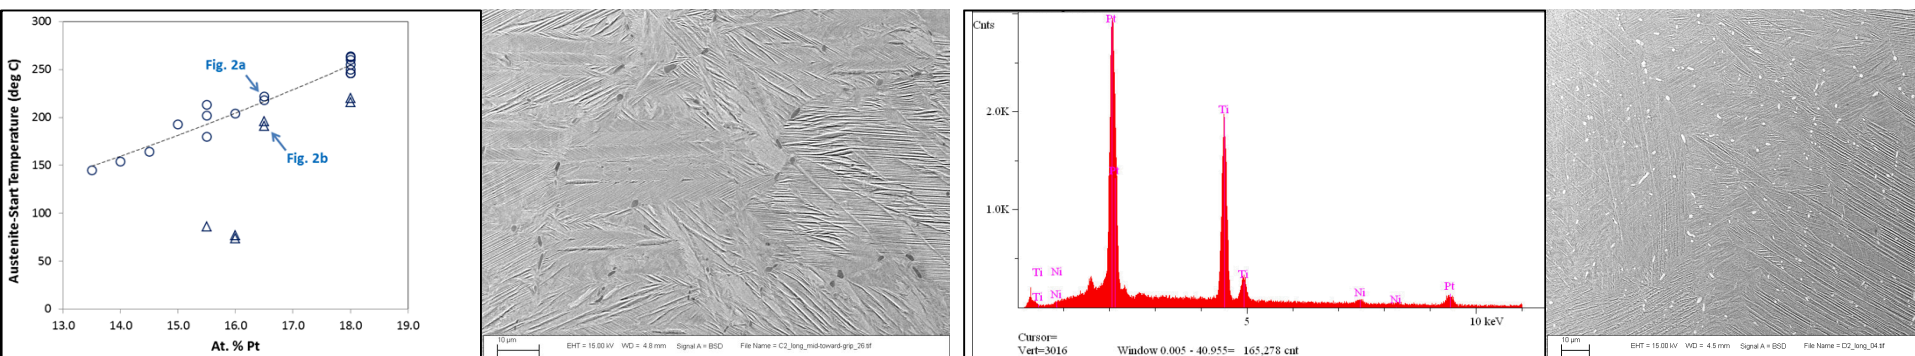 300
250
200
150
100
50
0
Austenite-Start Temperature (deg C)
Fig. 2a
Fig. 2b
13.0 14.0 15.0 16.0 17.0 18.0 19.0
At. % Pt
10 µm
EHT = 15.00 kV WD = 4.8 mm Signal A = BSD File Name = C2_long_mid-toward-grip_26.tif
Cnts
Pt
2.0K
Ti
Pt
1.0K
Ti Ni
Ti
Pt
Ti Ni
Ni
Ni
5
10 keV
Cursor=
Vert=3016 Window 0.005 - 40.955= 165,278 cnt
10 µm
EHT = 15.00 kV WD = 4.5 mm Signal A = BSD File Name = D2_long_04.tif